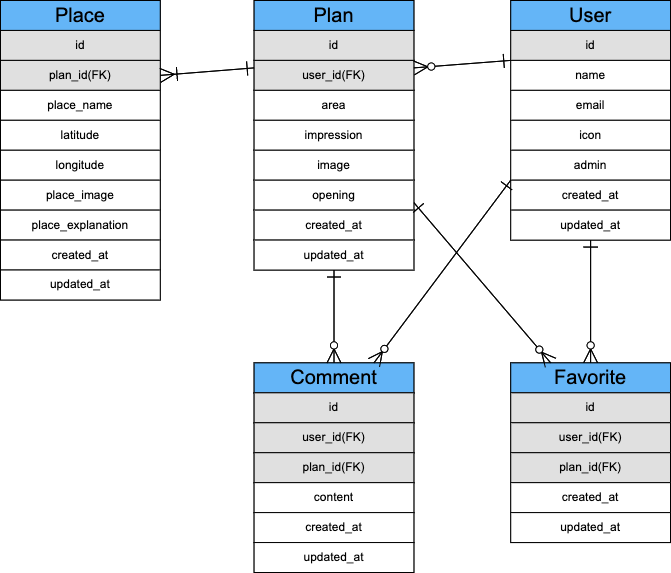 Place
id
plan_id(FK)
place_name
latitude
longitude
place_image
place_explanation
created_at
updated_at
Plan
id
user_id(FK)
area
impression
image
opening
created_at
updated_at
User
id
name
email
icon
admin
created_at
updated_at
Comment
id
user_id(FK)
plan_id(FK)
content
created_at
updated_at
Favorite
id
user_id(FK)
plan_id(FK)
created_at
updated_at